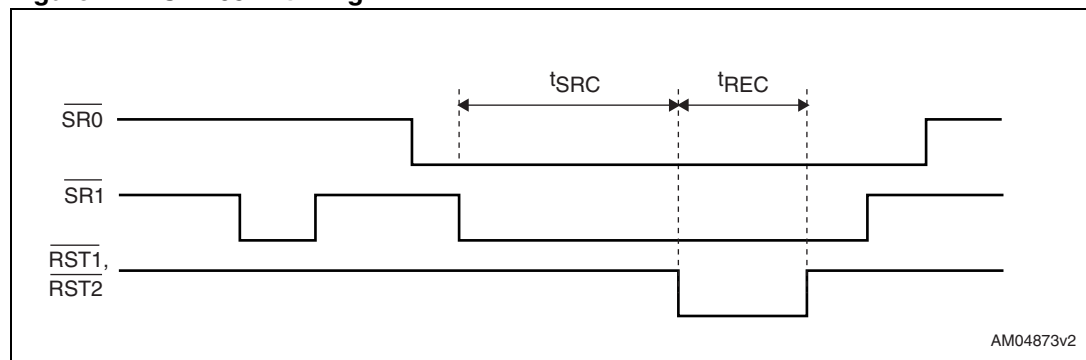 tSRC
tREC
SR0
SR1
RST1,
RST2
AM04873v2